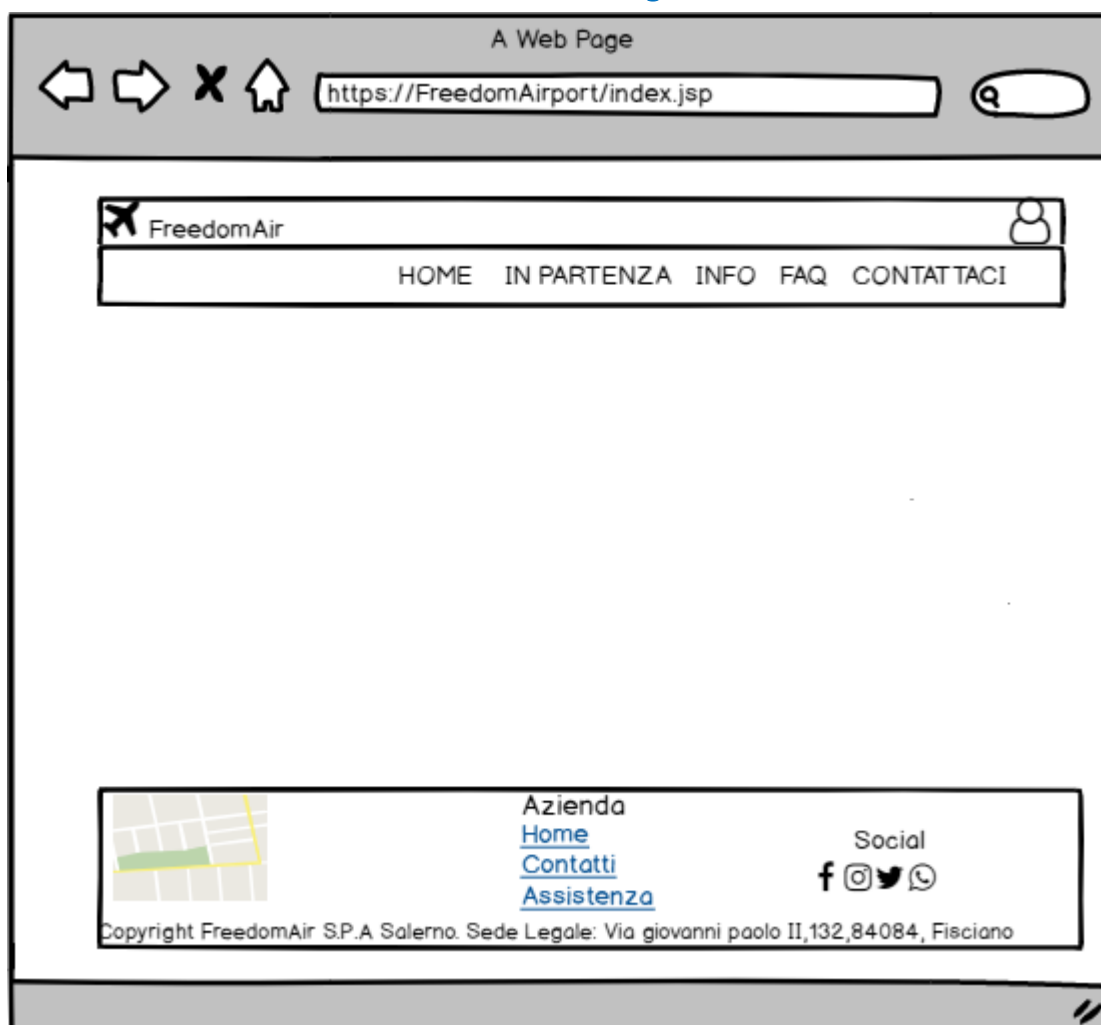 A Web Page
https://FreedomAirport/index.jsp
FreedomAir
HOME IN PARTENZA INFO FAQ CONTATTACI
Azienda
Home
Contatti
Assistenza
Social
Copyright FreedomAir S.P.A Salerno. Sede Legale: Via giovanni paolo II,132,84084, Fisciano